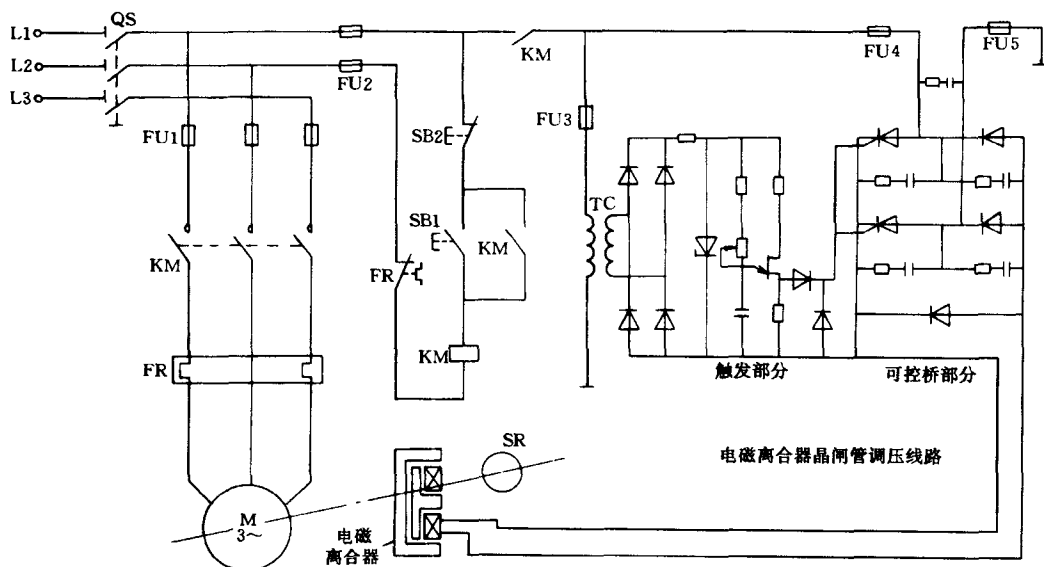 QS
L1
L2
L3
FU2
KM
FU4
FU5
FU1
SB2
FU3
TC
SB1
KM
KM
FR
KM
FR
触发部分
可控桥部分
SR
电磁离合器晶闸管调压线路
M
3~
电磁
离合器